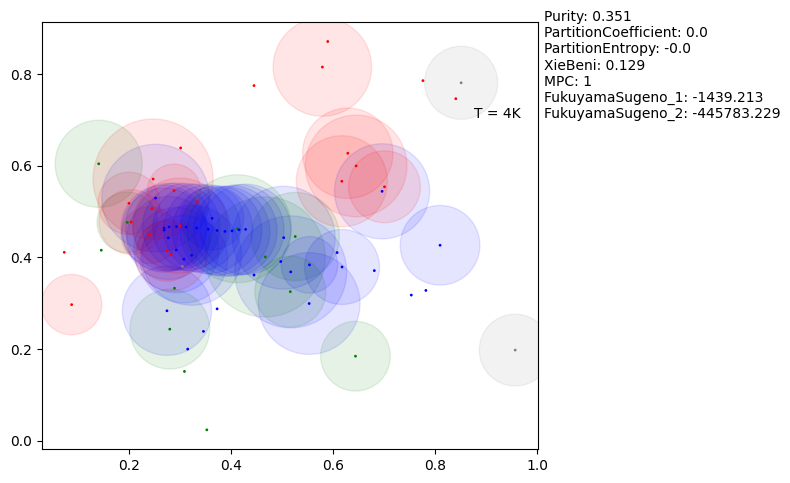 Purity: 0.351
PartitionCoefficient: 0.0
PartitionEntropy: -0.0
XieBeni: 0.129
MPC: 1
FukuyamaSugeno_1: -1439.213
FukuyamaSugeno_2: -445783.229
T = 4K
0.8
0.6
0.4
0.2
0.0
0.2
0.4
0.6
0.8
1.0